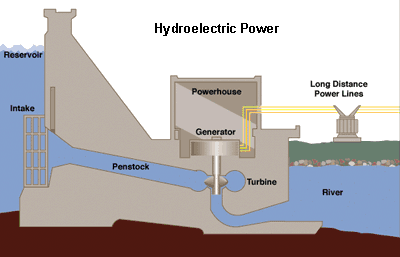 Hydroelectric Power
Reservoir
Intake
Penstock
Powerhouse
Generator
Turbine
Long Distance
Power Lines
River